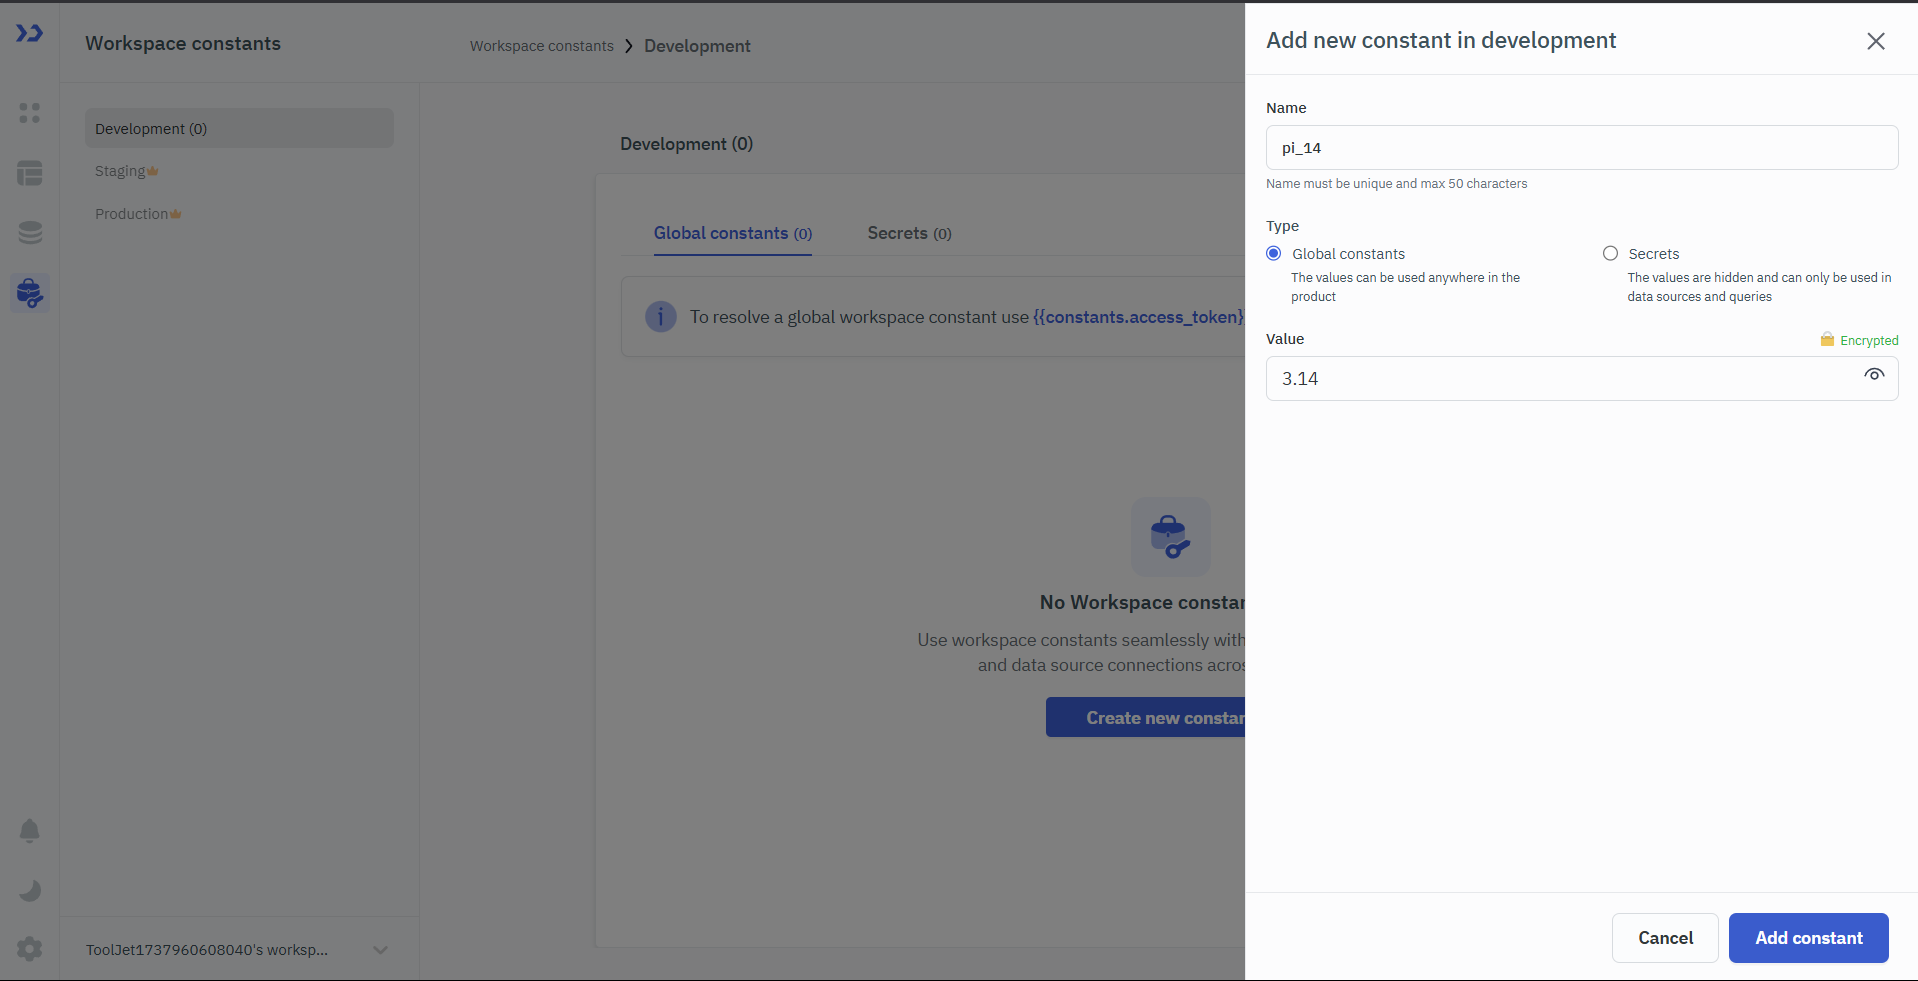 Workspace constants
Workspace constants
Development
Development (0)
Staging
Production
Development (0)
Global constants (0)
Secrets (0)
To resolve a global workspace constant use {{constants.access_token}
No Workspace
Use workspace constants seamlessly with
and data source connections
Create new
ToolJet1737960608040's worksp...
Add new constant in development
Name
pi_14
Name must be unique and max 50 characters
Type
Global constants
The values can be used anywhere in the
product
Secrets
The values are hidden and can only be used in
data sources and queries
Value
Encrypted
3.14
Cancel
Add constant